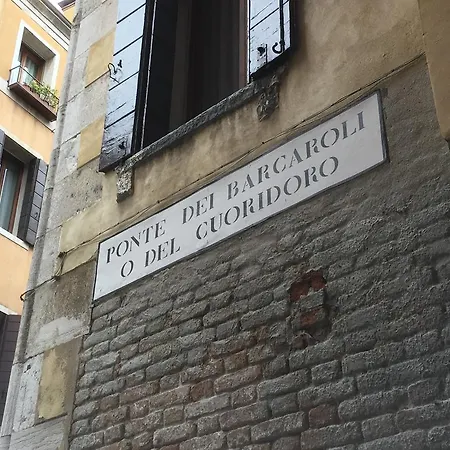 PONTE DEI BARCAROLI
O DEL CUORIDORO